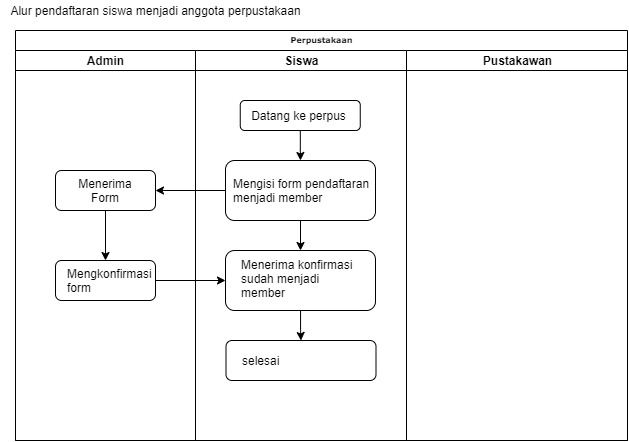 Alur pendaftaran siswa menjadi anggota perpustakaan
Perpustakaan
Admin
Siswa
Pustakawan
Datang ke perpus
Mengisi form pendaftaran
menjadi member
Menerima
Form
Mengkonfirmasi
form
Menerima konfirmasi
sudah menjadi
member
selesai